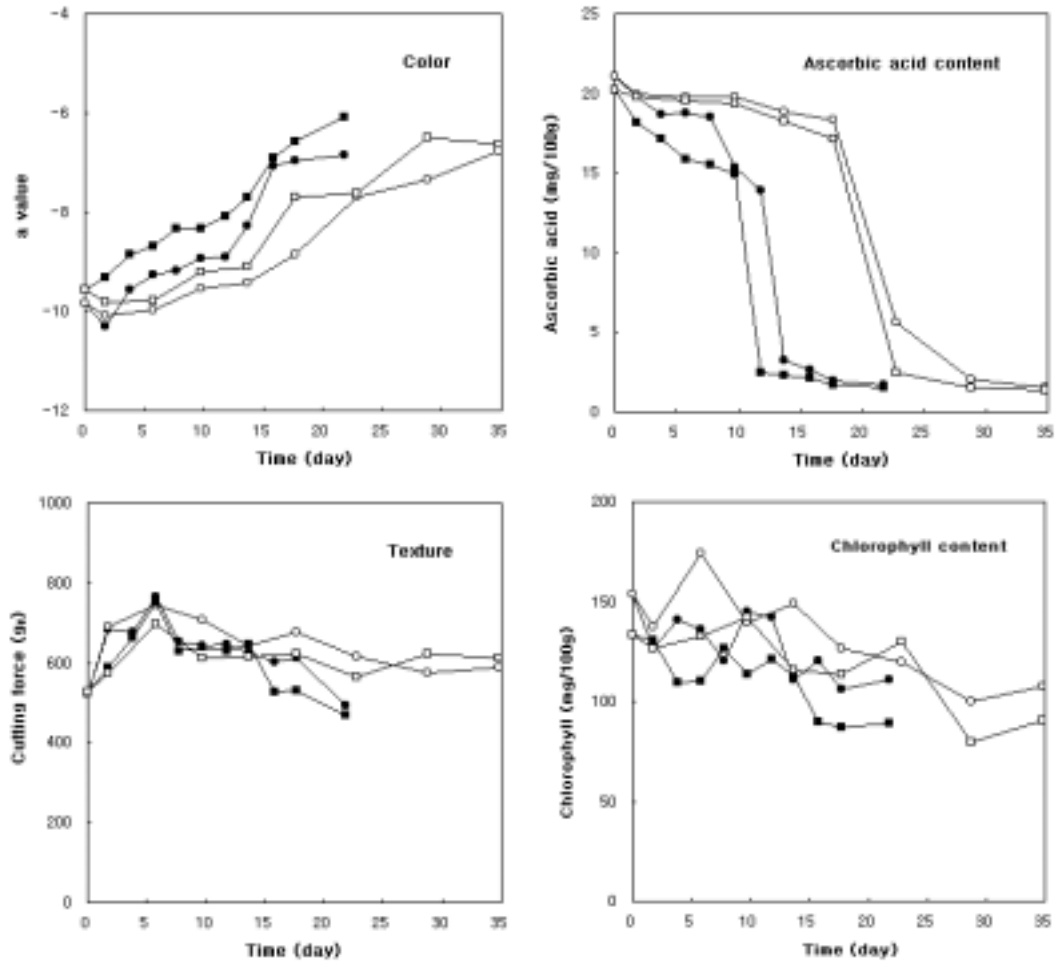 -4
-6
-8
-10
-12
a value
Color
0 5 10 15 20 25 30 35
Time (day)
25
20
15
10
5
0
Ascorbic acid (mg/100g)
Ascorbic acid content
0 5 10 15 20 25 30 35
Time (day)
1000
800
600
400
200
0
Cutting force (g
Texture
0 5 10 15 20 25 30 35
Time (day)
200
150
100
50
0
Chlorophyll (mg/100g)
Chlorophyll content
0 5 10 15 20 25 30 35
Time (day)